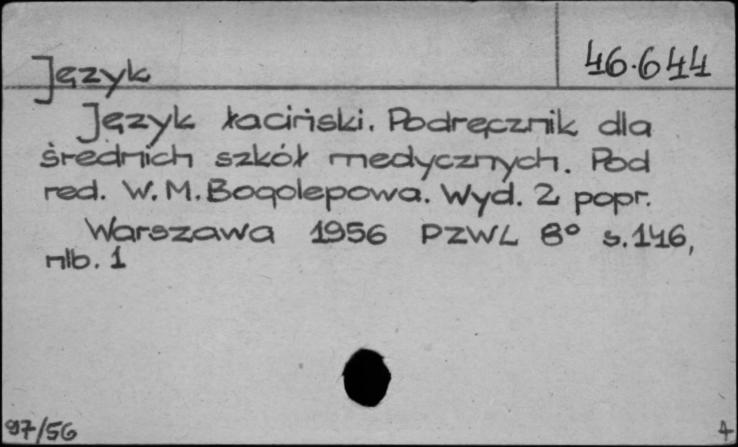 46.644
Język
Język łaciński. Podręcznik dla
średnich szkół medycznych. Pod
red. W. M. Bogolepowa. Wyd. 2 popr.
Warszawa 1956 PZWL 8° s. 146,
nlb. 1
97/56 4